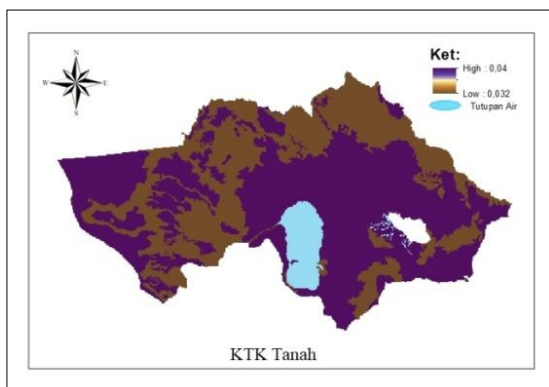 N
W E
S
Ket:
High : 0,04
Low : 0,032
Tutupan Air
KTK Tanah